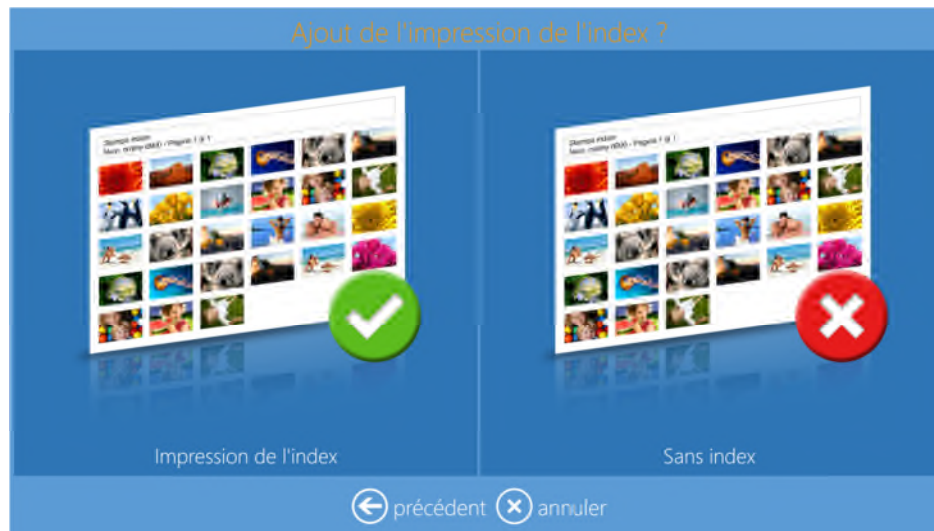 Ajout de l'impression de l'index ?
Impression de l'index
Sans index
précédent
annuler